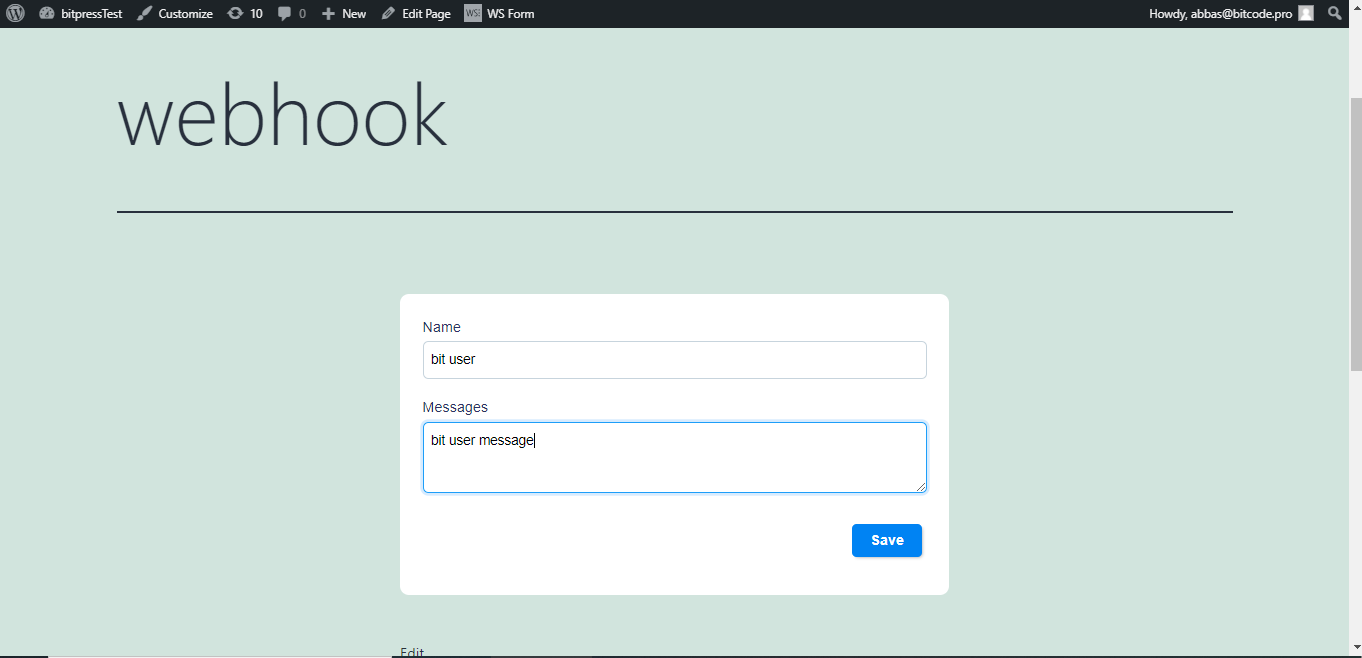 bitpressTest Customize 10 0 New Edit Page WS Form Howdy, abbas@bitcode.pro
webhook
Name
bit user
Messages
bit user message
Save
Edit